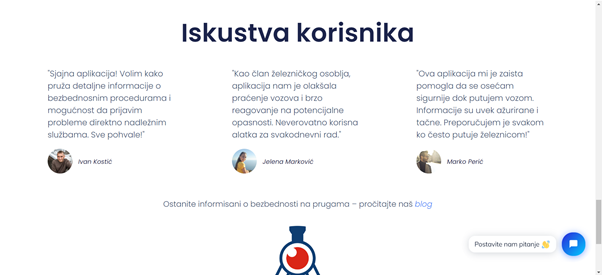 Iskustva korisnika
"Sjajna aplikacija! Volim kako
pruža detaljne informacije o
bezbednosnim procedurama i
mogućnost da prijavim
probleme direktno nadležnim
službama. Sve pohvale!"
Ivan Kostić
"Kao član železničkog osoblja,
aplikacija nam je olakšala
praćenje vozova i brzo
reagovanje na potencijalne
opasnosti. Neverovatno korisna
alatka za svakodnevni rad."
Jelena Marković
"Ova aplikacija mi je zaista
pomogla da se osećam
sigurnije dok putujem vozom.
Informacije su uvek ažurirane i
tačne. Preporučujem je svakom
ko često putuje železnicom!"
Marko Perić
Ostanite informisani o bezbednosti na prugama – pročitajte naš blog
Postavite nam pitanje 👋